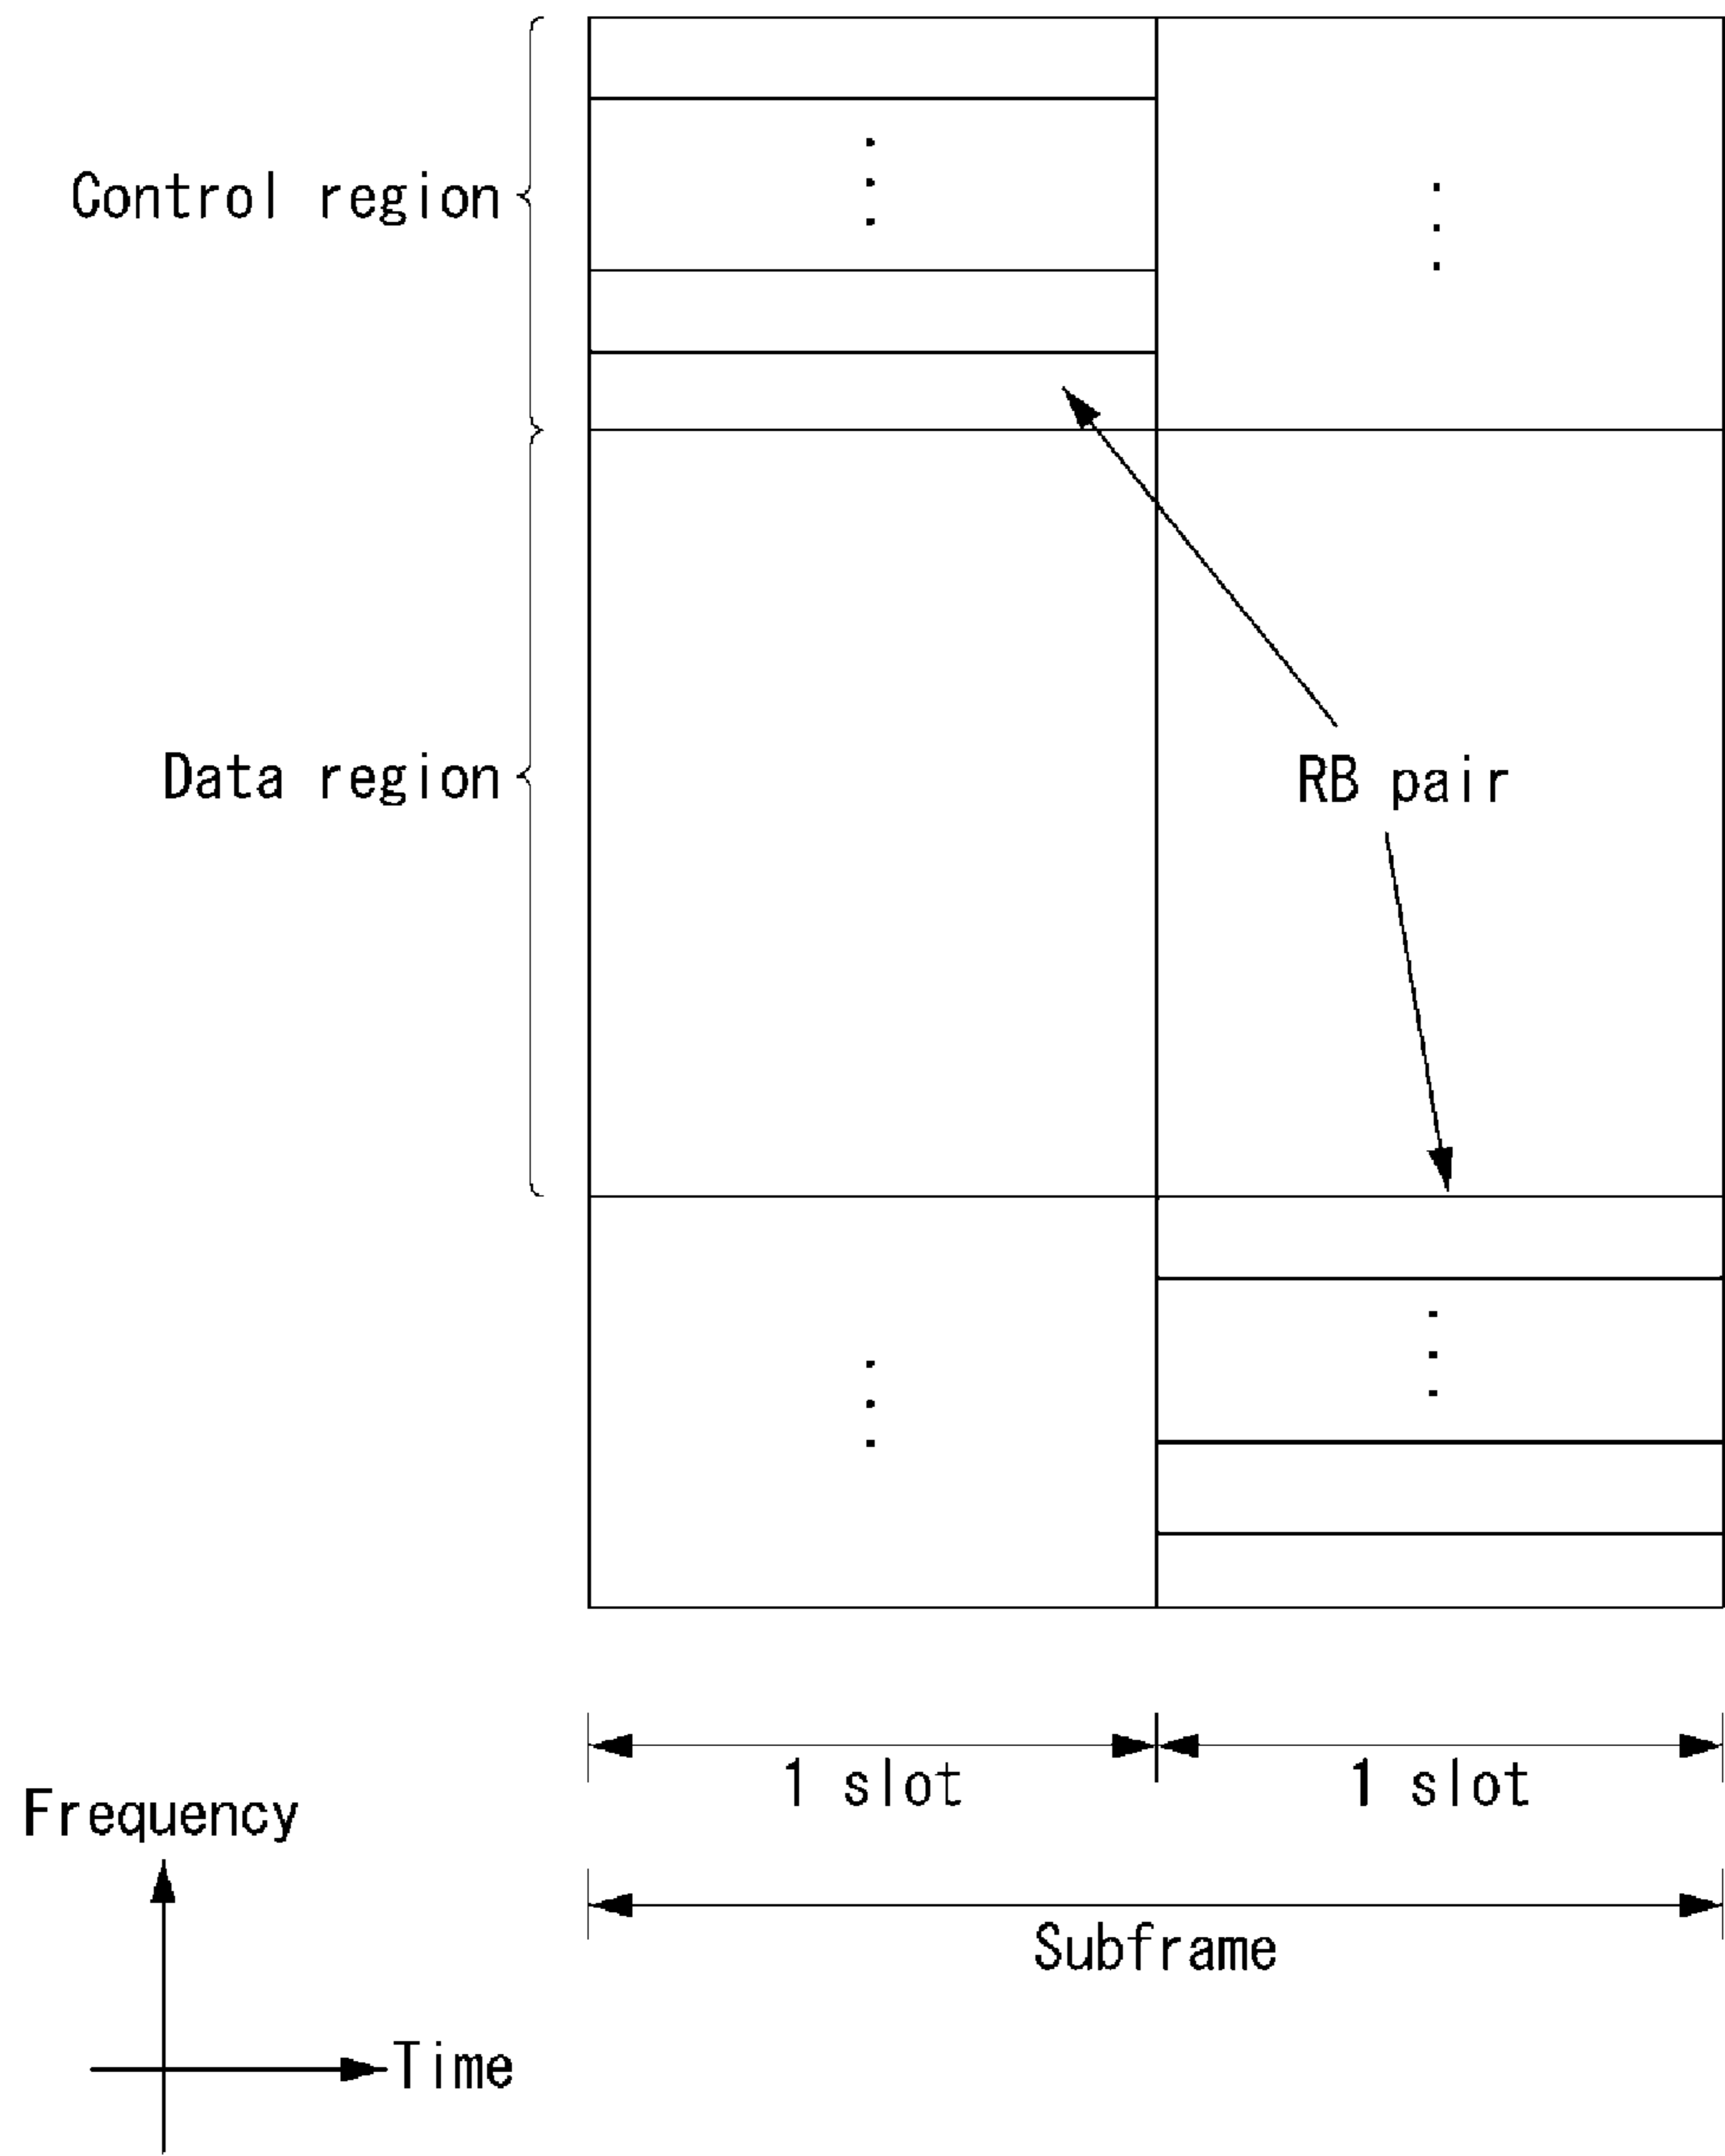 Control region
Data region
RB pair
1 slot
1 slot
Frequency
Subframe
Time